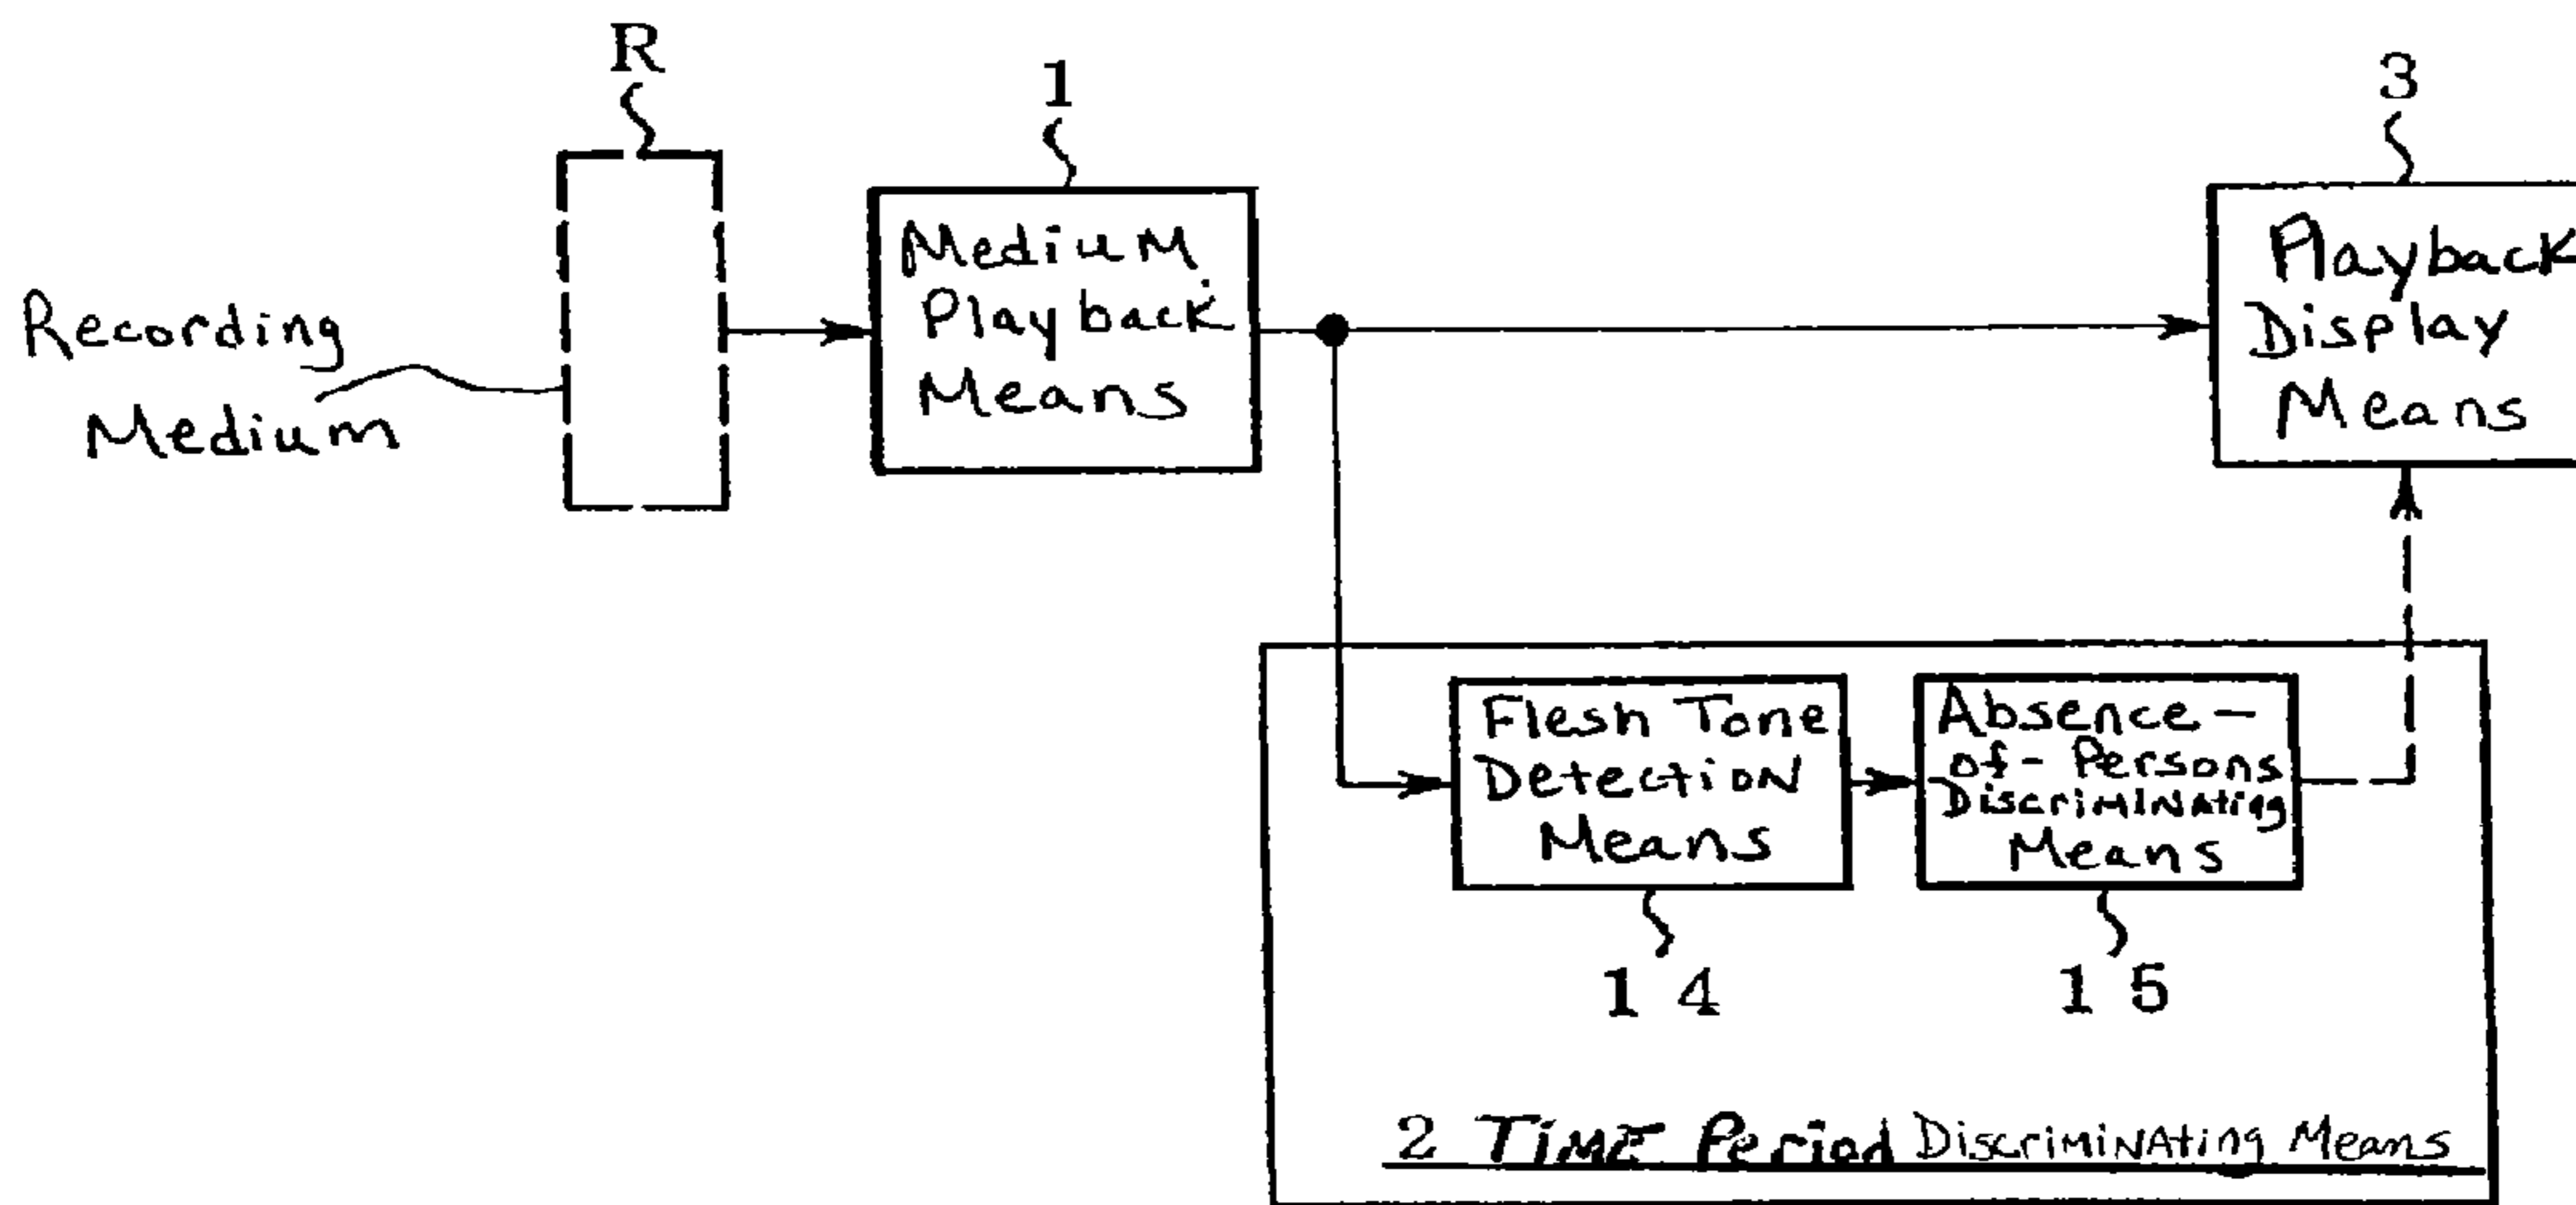 R
1
3
Recording
Medium
Medium
Playback
Means
Playback
Display
Means
Flesh Tone
Detection
Means
Absence-
of-Persons
Discriminating
Means
14
15
2 Time Period Discriminating Means